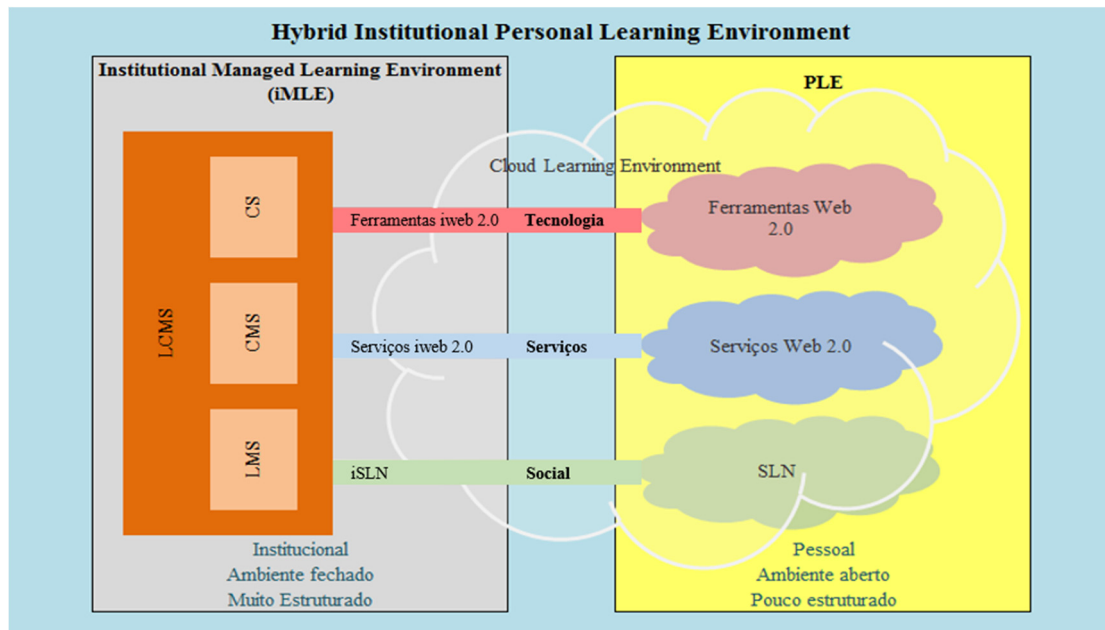 Hybrid Institutional Personal Learning Environment
Institutional Managed Learning Environment
(iMLE)
PLE
Cloud Learning Environment
LCMS
CS
CMS
LMS
Ferramentas iweb 2.0
Tecnologia
Ferramentas Web
2.0
Serviços iweb 2.0
Serviços
Serviços Web 2.0
iSLN
Social
SLN
Institucional
Ambiente fechado
Muito Estruturado
Pessoal
Ambiente aberto
Pouco estruturado